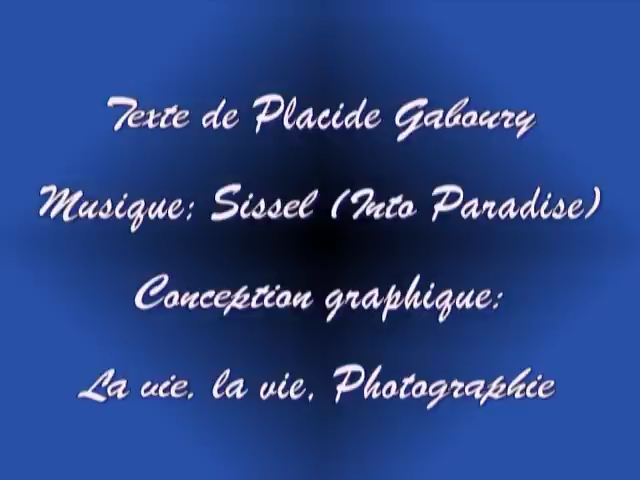 Texte de Placide Gaboury
Musique: Sissel (Into Paradise)
Conception graphique:
La vie, la vie, Photographie